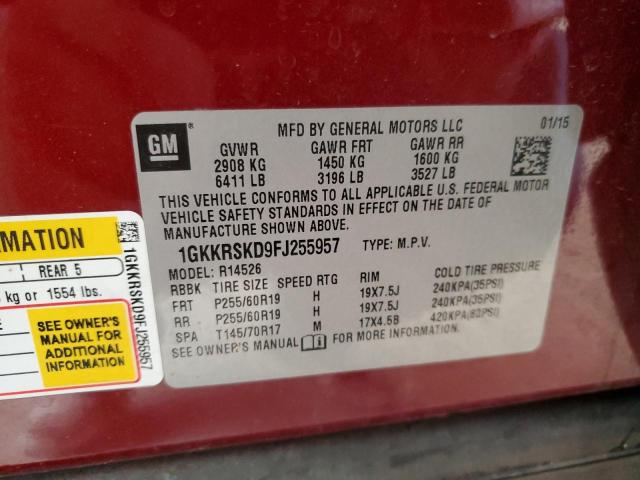 GM
MFD BY GENERAL MOTORS LLC
01/15
GVWR GAWR FRT GAWR RR
2908 KG 1450 KG 1600 KG
6411 LB 3196 LB 3527 LB
THIS VEHICLE CONFORMS TO ALL APPLICABLE U.S. FEDERAL MOTOR
VEHICLE SAFETY STANDARDS IN EFFECT ON THE DATE OF
MANUFACTURE SHOWN ABOVE.
1GKKRSKD9FJ255957 TYPE: M.P.V.
MODEL: R14526
RBBK TIRE SIZE SPEED RTG RIM COLD TIRE PRESSURE
FRT P255/60R19 H 19X7.5J 240KPA(35PSI)
RR P255/60R19 H 19X7.5J 240KPA(35PSI)
SPA T145/70R17 M 17X4.5B 420KPA(60PSI)
SEE OWNER'S MANUAL FOR MORE INFORMATION.
RMATION
1 REAR 5
kg or 1554 lbs.
SEE OWNER'S
MANUAL FOR
ADDITIONAL
INFORMATION
1GKKRSKD9FJ255957